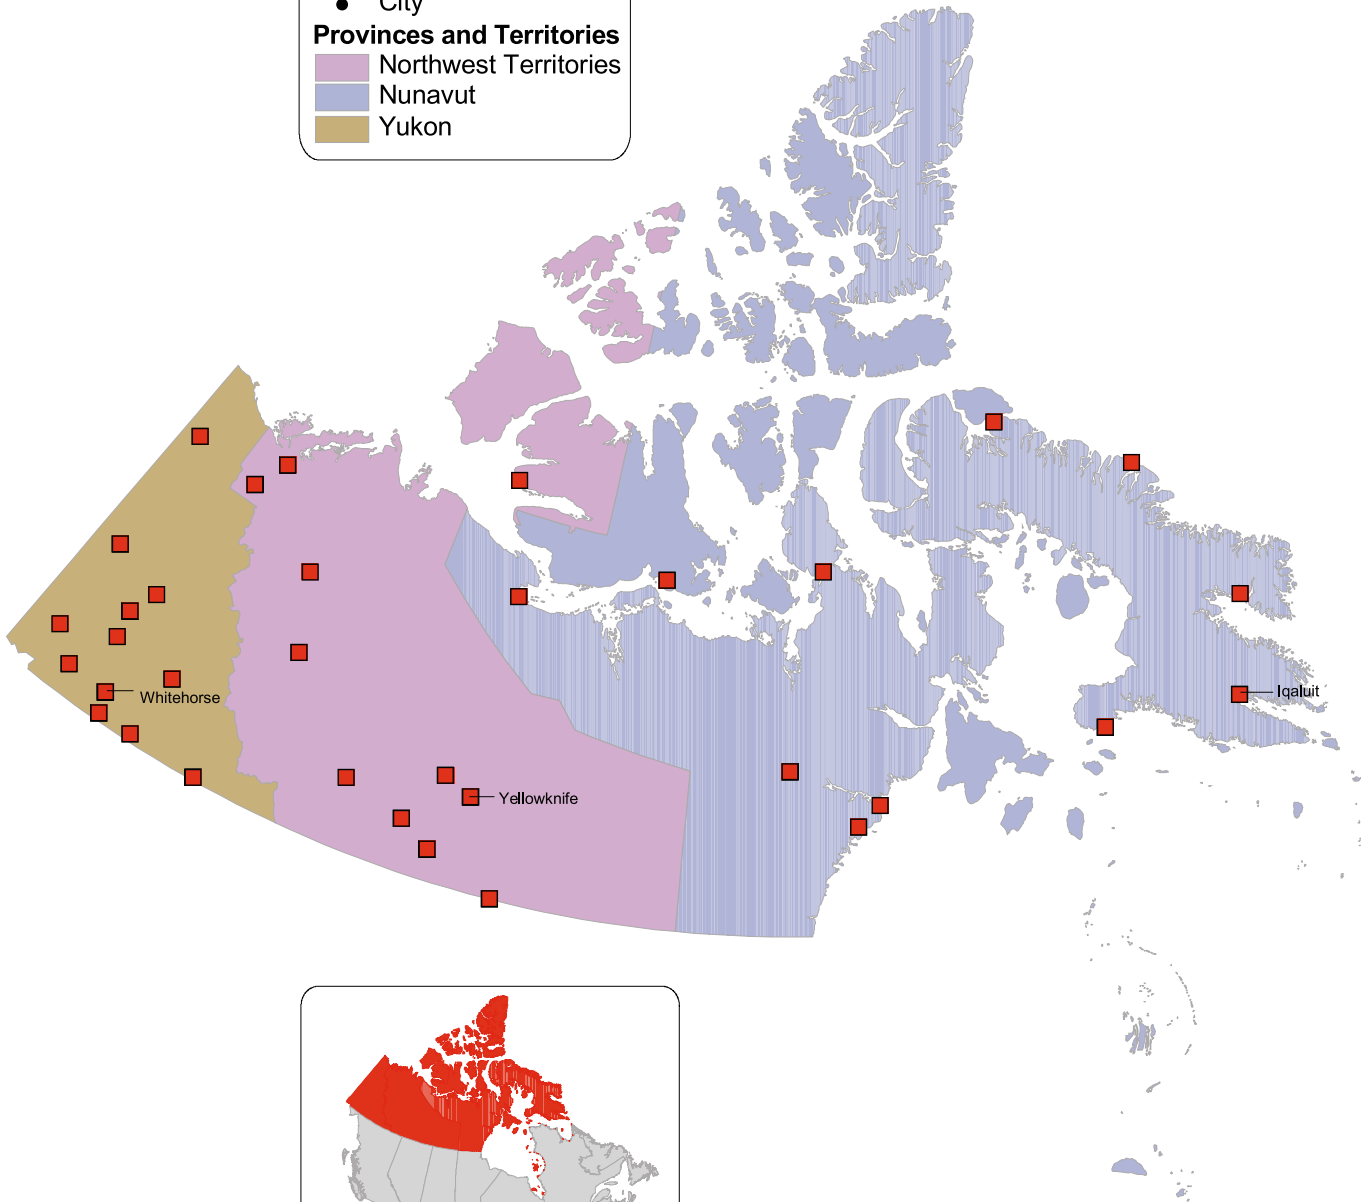 City
Provinces and Territories
Northwest Territories
Nunavut
Yukon
Whitehorse
Iqaluit
Yellowknife